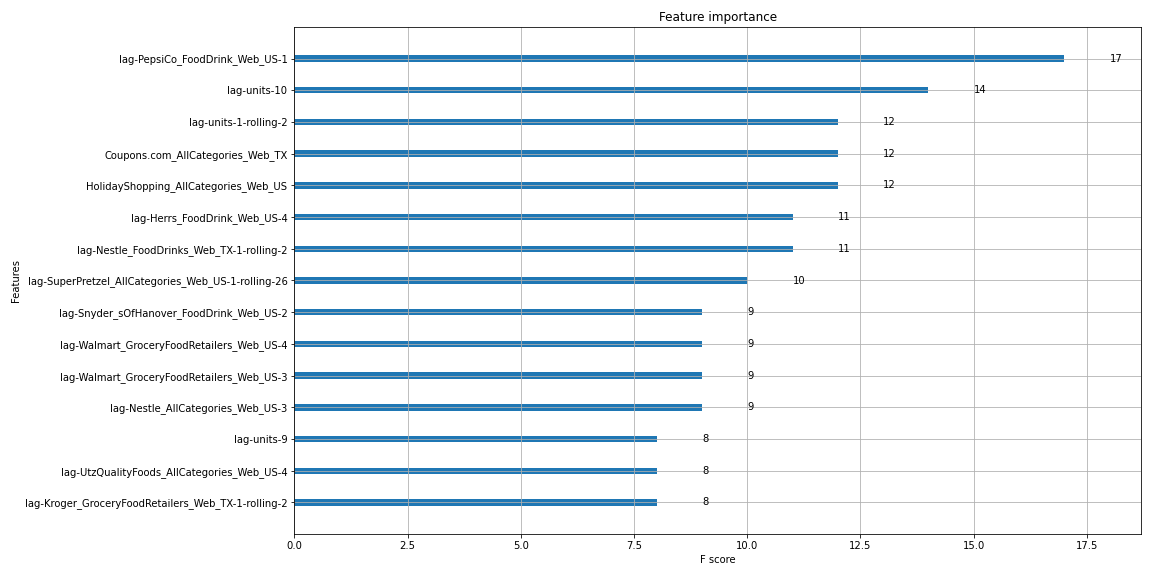 Feature importance
lag-PepsiCo_FoodDrink_Web_US-1
17
lag-units-10
14
lag-units-1-rolling-2
12
Coupons.com_AllCategories_Web_TX
12
HolidayShopping_AllCategories_Web_US
12
lag-Herrs_FoodDrink_Web_US-4
11
lag-Nestle_FoodDrinks_Web_TX-1-rolling-2
11
lag-SuperPretzel_AllCategories_Web_US-1-rolling-26
10
lag-Snyder_sOfHanover_FoodDrink_Web_US-2
9
lag-Walmart_GroceryFoodRetailers_Web_US-4
9
lag-Walmart_GroceryFoodRetailers_Web_US-3
9
lag-Nestle_AllCategories_Web_US-3
9
lag-units-9
8
lag-UtzQualityFoods_AllCategories_Web_US-4
8
lag-Kroger_GroceryFoodRetailers_Web_TX-1-rolling-2
8
Features
0.0 2.5 5.0 7.5 10.0 12.5 15.0 17.5
F score